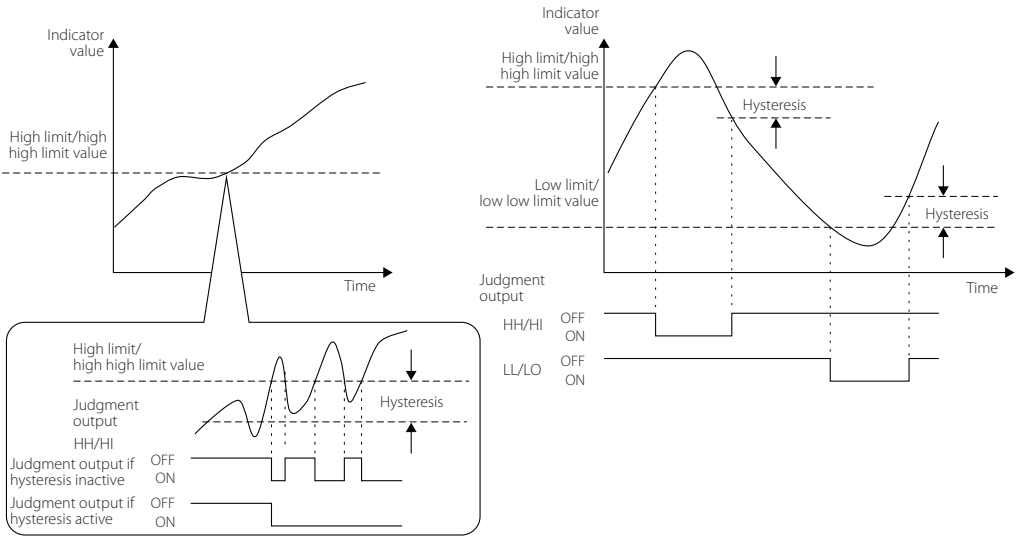 Indicator
value
High limit/high
high limit value
Time
High limit/
high high limit value
Hysteresis
Judgment
output
HH/HI
Judgment output if
hysteresis inactive
OFF
ON
Judgment output if
hysteresis active
OFF
ON
Indicator
value
High limit/high
high limit value
Hysteresis
Low limit/
low low limit value
Hysteresis
Time
Judgment
output
HH/HI
OFF
ON
LL/LO
OFF
ON